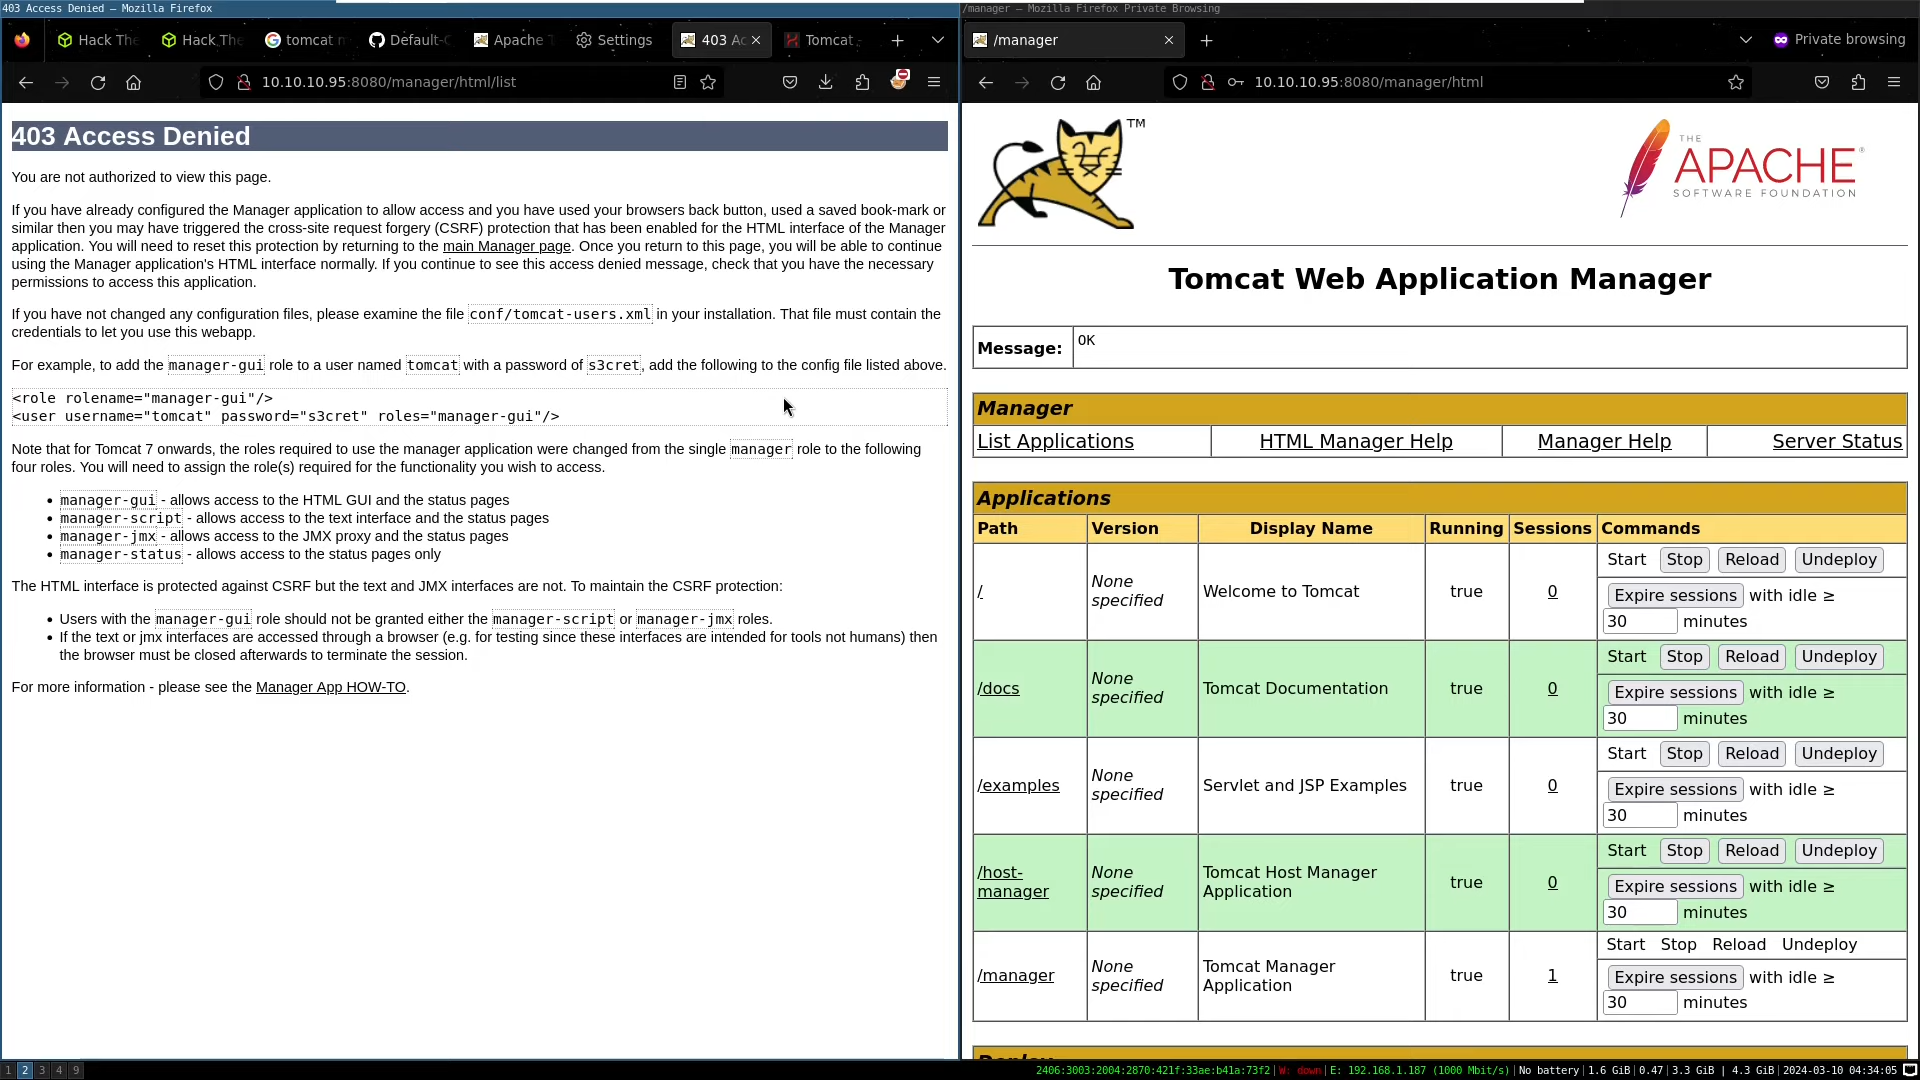 403 Access Denied — Mozilla Firefox
Hack The
Hack The
tomcat m
Default-C
Apache T
Settings
403 Ac
Tomcat
10.10.10.95:8080/manager/html/list
403 Access Denied
You are not authorized to view this page.
If you have already configured the Manager application to allow access and you have used your browsers back button, used a saved book-mark or
similar then you may have triggered the cross-site request forgery (CSRF) protection that has been enabled for the HTML interface of the Manager
application. You will need to reset this protection by returning to the main Manager page. Once you return to this page, you will be able to continue
using the Manager application's HTML interface normally. If you continue to see this access denied message, check that you have the necessary
permissions to access this application.
If you have not changed any configuration files, please examine the file conf/tomcat-users.xml in your installation. That file must contain the
credentials to let you use this webapp.
For example, to add the manager-gui role to a user named tomcat with a password of s3cret, add the following to the config file listed above.
<role rolename="manager-gui"/>
<user username="tomcat" password="s3cret" roles="manager-gui"/>
Note that for Tomcat 7 onwards, the roles required to use the manager application were changed from the single manager role to the following
four roles. You will need to assign the role(s) required for the functionality you wish to access.
• manager-gui - allows access to the HTML GUI and the status pages
• manager-script - allows access to the text interface and the status pages
• manager-jmx - allows access to the JMX proxy and the status pages
• manager-status - allows access to the status pages only
The HTML interface is protected against CSRF but the text and JMX interfaces are not. To maintain the CSRF protection:
• Users with the manager-gui role should not be granted either the manager-script or manager-jmx roles.
• If the text or jmx interfaces are accessed through a browser (e.g. for testing since these interfaces are intended for tools not humans) then
the browser must be closed afterwards to terminate the session.
For more information - please see the Manager App HOW-TO.
/manager — Mozilla Firefox Private Browsing
/manager
Private browsing
10.10.10.95:8080/manager/html
TM
THE
APACHE®
SOFTWARE FOUNDATION
Tomcat Web Application Manager
Message: OK
Manager
List Applications HTML Manager Help Manager Help Server Status
Applications
Path Version Display Name Running Sessions Commands
/ None specified Welcome to Tomcat true 0 Start Stop Reload Undeploy
Expire sessions with idle ≥
30 minutes
/docs None specified Tomcat Documentation true 0 Start Stop Reload Undeploy
Expire sessions with idle ≥
30 minutes
/examples None specified Servlet and JSP Examples true 0 Start Stop Reload Undeploy
Expire sessions with idle ≥
30 minutes
/host-manager None specified Tomcat Host Manager Application true 0 Start Stop Reload Undeploy
Expire sessions with idle ≥
30 minutes
/manager None specified Tomcat Manager Application true 1 Start Stop Reload Undeploy
Expire sessions with idle ≥
30 minutes
Deploy
1 2 3 4 9
2406:3003:2004:2870:421f:33ae:b41a:73f2 | W: down | E: 192.168.1.187 (1000 Mbit/s) | No battery | 1.6 GiB | 0.47 | 3.3 GiB | 4.3 GiB | 2024-03-10 04:34:05